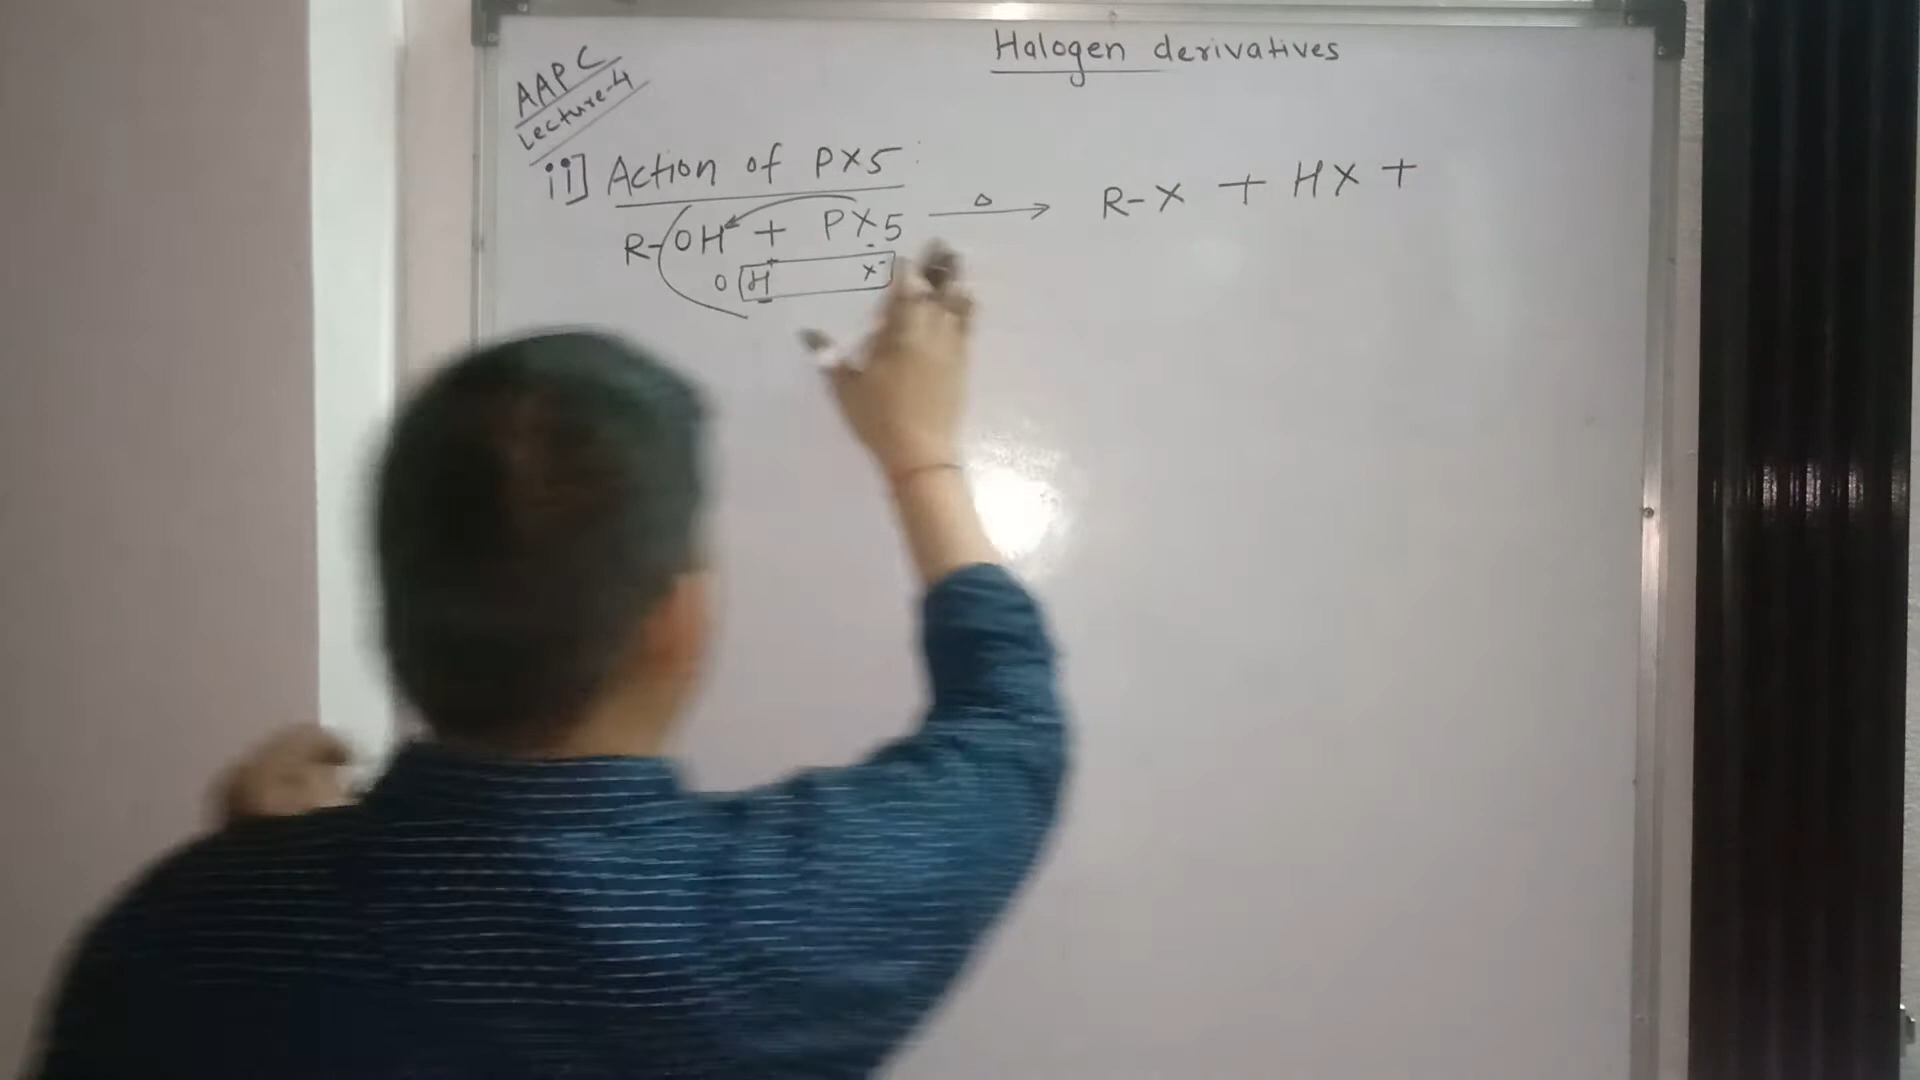 Halogen derivatives
AAPC
Lecture-4
ii] Action of PX5:
R-OH + PX5 →Δ R-X + HX +
O H⁺ X⁻